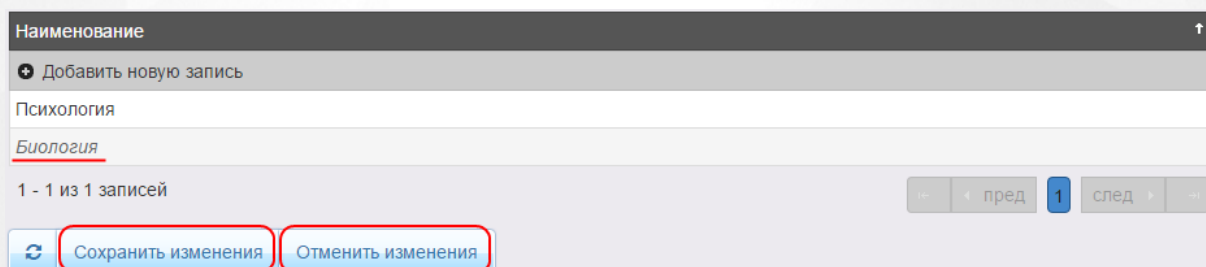 Наименование
Добавить новую запись
Психология
Биология
1 - 1 из 1 записей пред 1 след
Сохранить изменения Отменить изменения